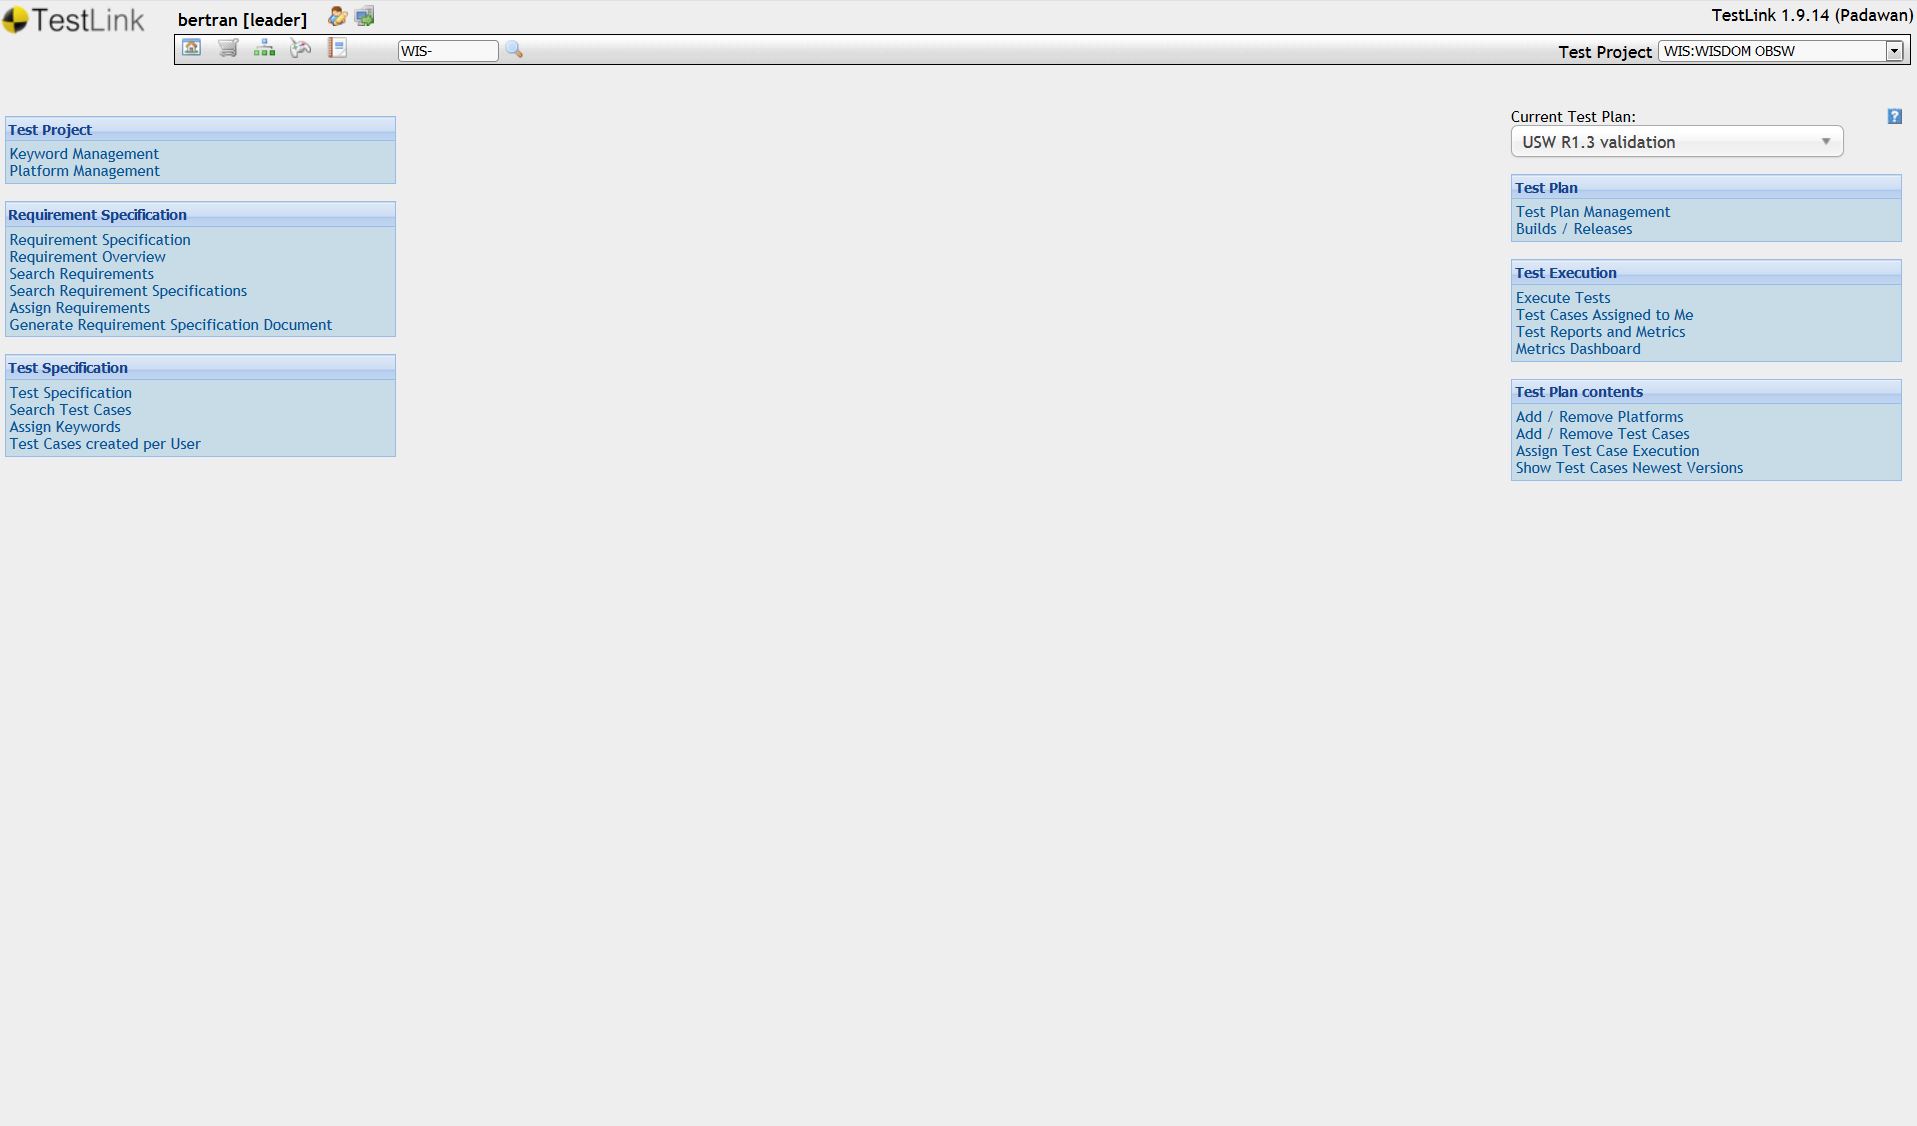 TestLink
bertran [leader]
TestLink 1.9.14 (Padawan)
WIS-
Test Project WIS:WISDOM OBSW
Test Project
Keyword Management
Platform Management
Requirement Specification
Requirement Specification
Requirement Overview
Search Requirements
Search Requirement Specifications
Assign Requirements
Generate Requirement Specification Document
Test Specification
Test Specification
Search Test Cases
Assign Keywords
Test Cases created per User
Current Test Plan:
?
USW R1.3 validation
Test Plan
Test Plan Management
Builds / Releases
Test Execution
Execute Tests
Test Cases Assigned to Me
Test Reports and Metrics
Metrics Dashboard
Test Plan contents
Add / Remove Platforms
Add / Remove Test Cases
Assign Test Case Execution
Show Test Cases Newest Versions